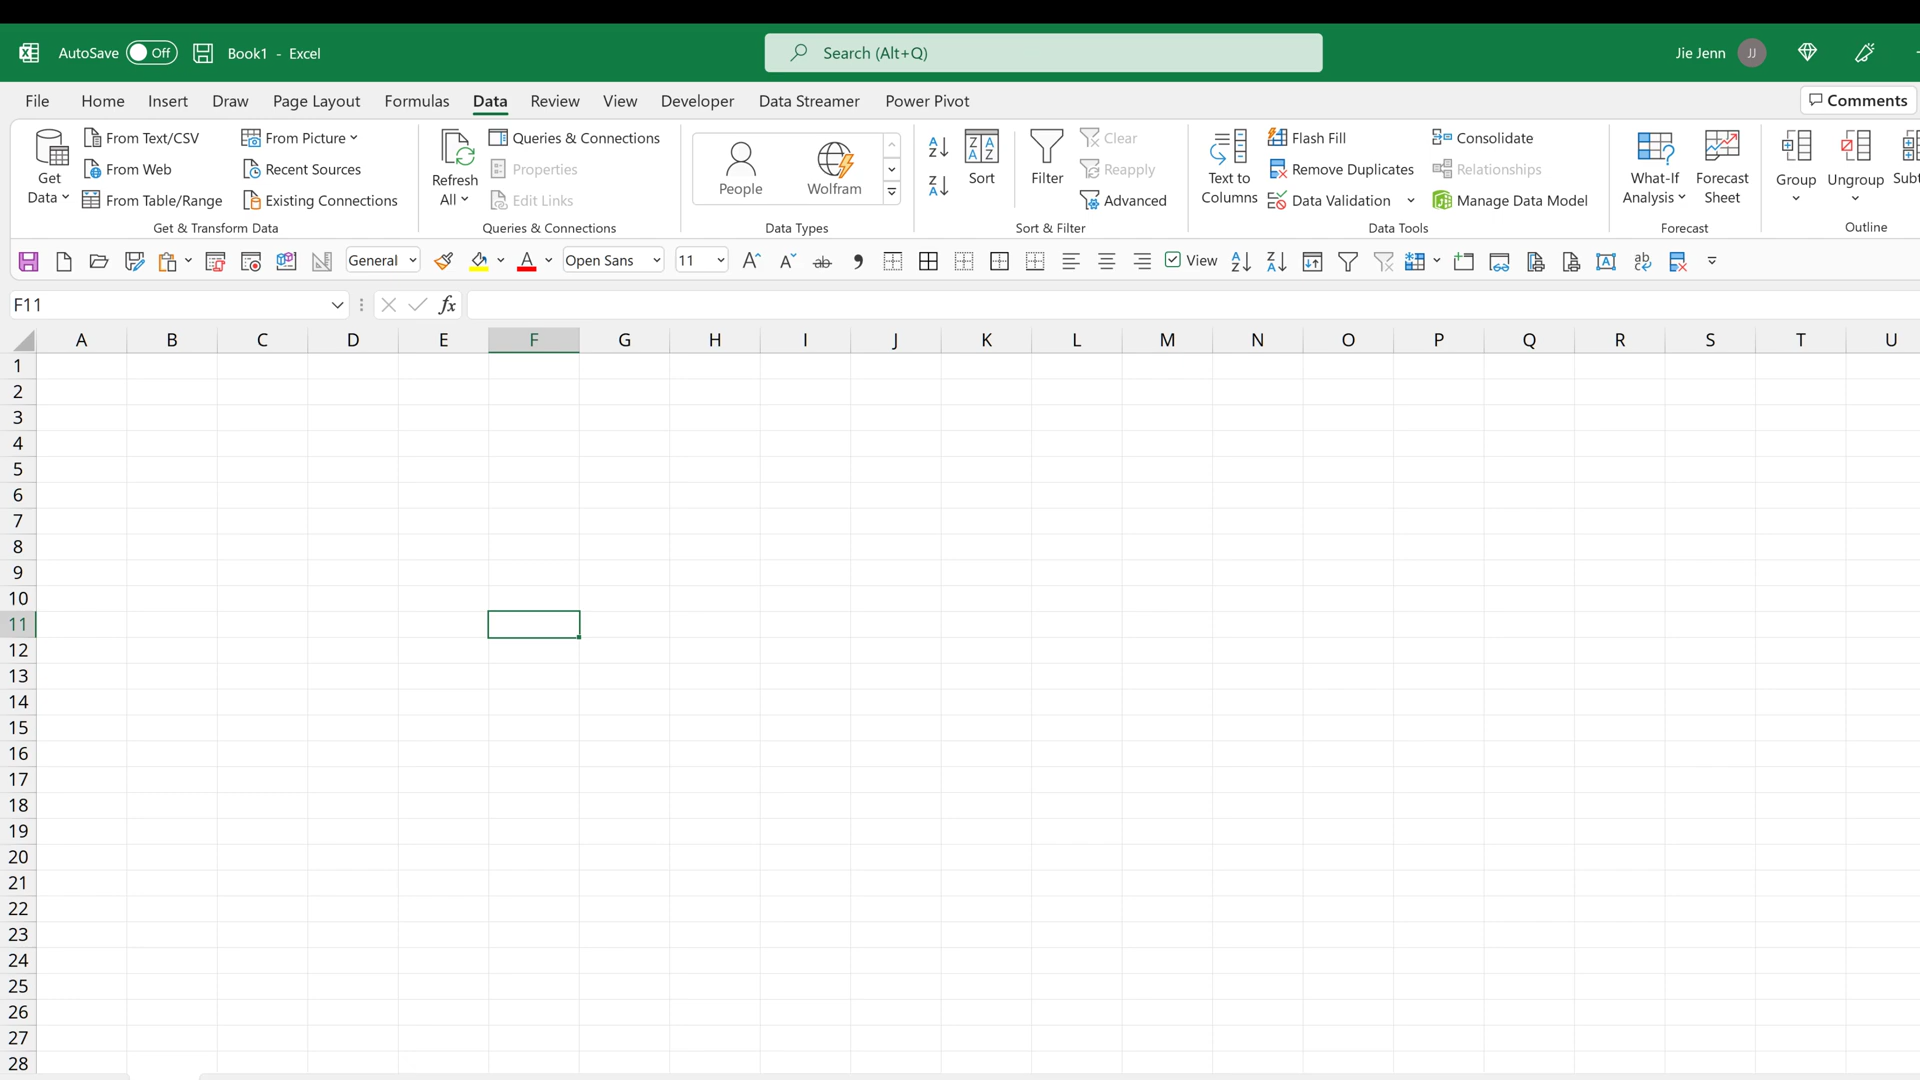 AutoSave Off Book1 - Excel Search (Alt+Q) Jie Jenn JJ
File Home Insert Draw Page Layout Formulas Data Review View Developer Data Streamer Power Pivot Comments
Get Data
From Text/CSV
From Web
From Table/Range
From Picture
Recent Sources
Existing Connections
Get & Transform Data
Refresh All
Queries & Connections
Properties
Edit Links
Queries & Connections
People
Wolfram
Data Types
Sort
Filter
Clear
Reapply
Advanced
Sort & Filter
Text to Columns
Flash Fill
Remove Duplicates
Data Validation
Consolidate
Relationships
Manage Data Model
Data Tools
What-If Analysis
Forecast Sheet
Forecast
Group
Ungroup
Subt
Outline
General Open Sans 11 View
F11 fx
A B C D E F G H I J K L M N O P Q R S T U
1
2
3
4
5
6
7
8
9
10
11
12
13
14
15
16
17
18
19
20
21
22
23
24
25
26
27
28